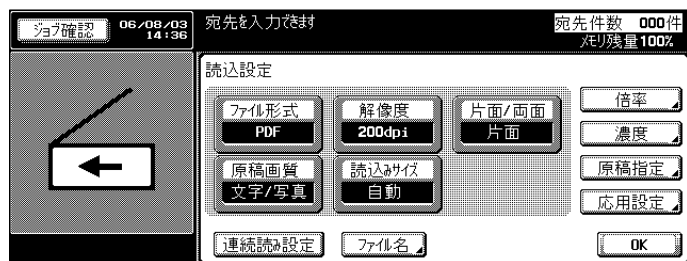 ジョブ確認
06/08/03
14:36
宛先を入力できます
宛先件数 000件
メモリ残量100%
読込設定
ファイル形式
PDF
解像度
200dpi
片面/両面
片面
倍率
濃度
原稿画質
文字/写真
読込みサイズ
自動
原稿指定
応用設定
連続読み設定
ファイル名
OK